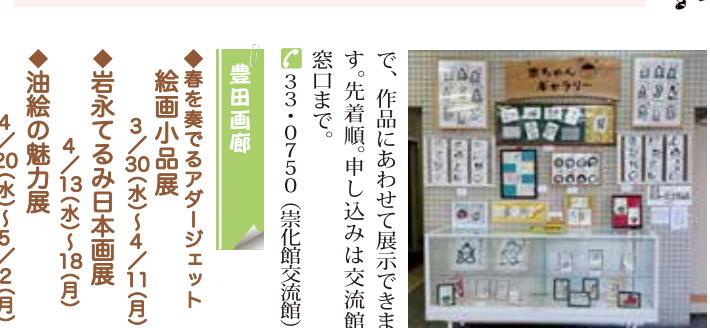 で、作品にあわせて展示できま
す。先着順。申し込みは交流館
窓口まで。
33・0750（崇化館交流館）
豊田画廊
◆春を奏でるアダージェット
絵画小品展
3／30（水）～4／11（月）
◆岩永てるみ日本画展
4／13（水）～18（月）
◆油絵の魅力展
4／20（水）～5／2（月）
赤ちゃん
ギャラリー